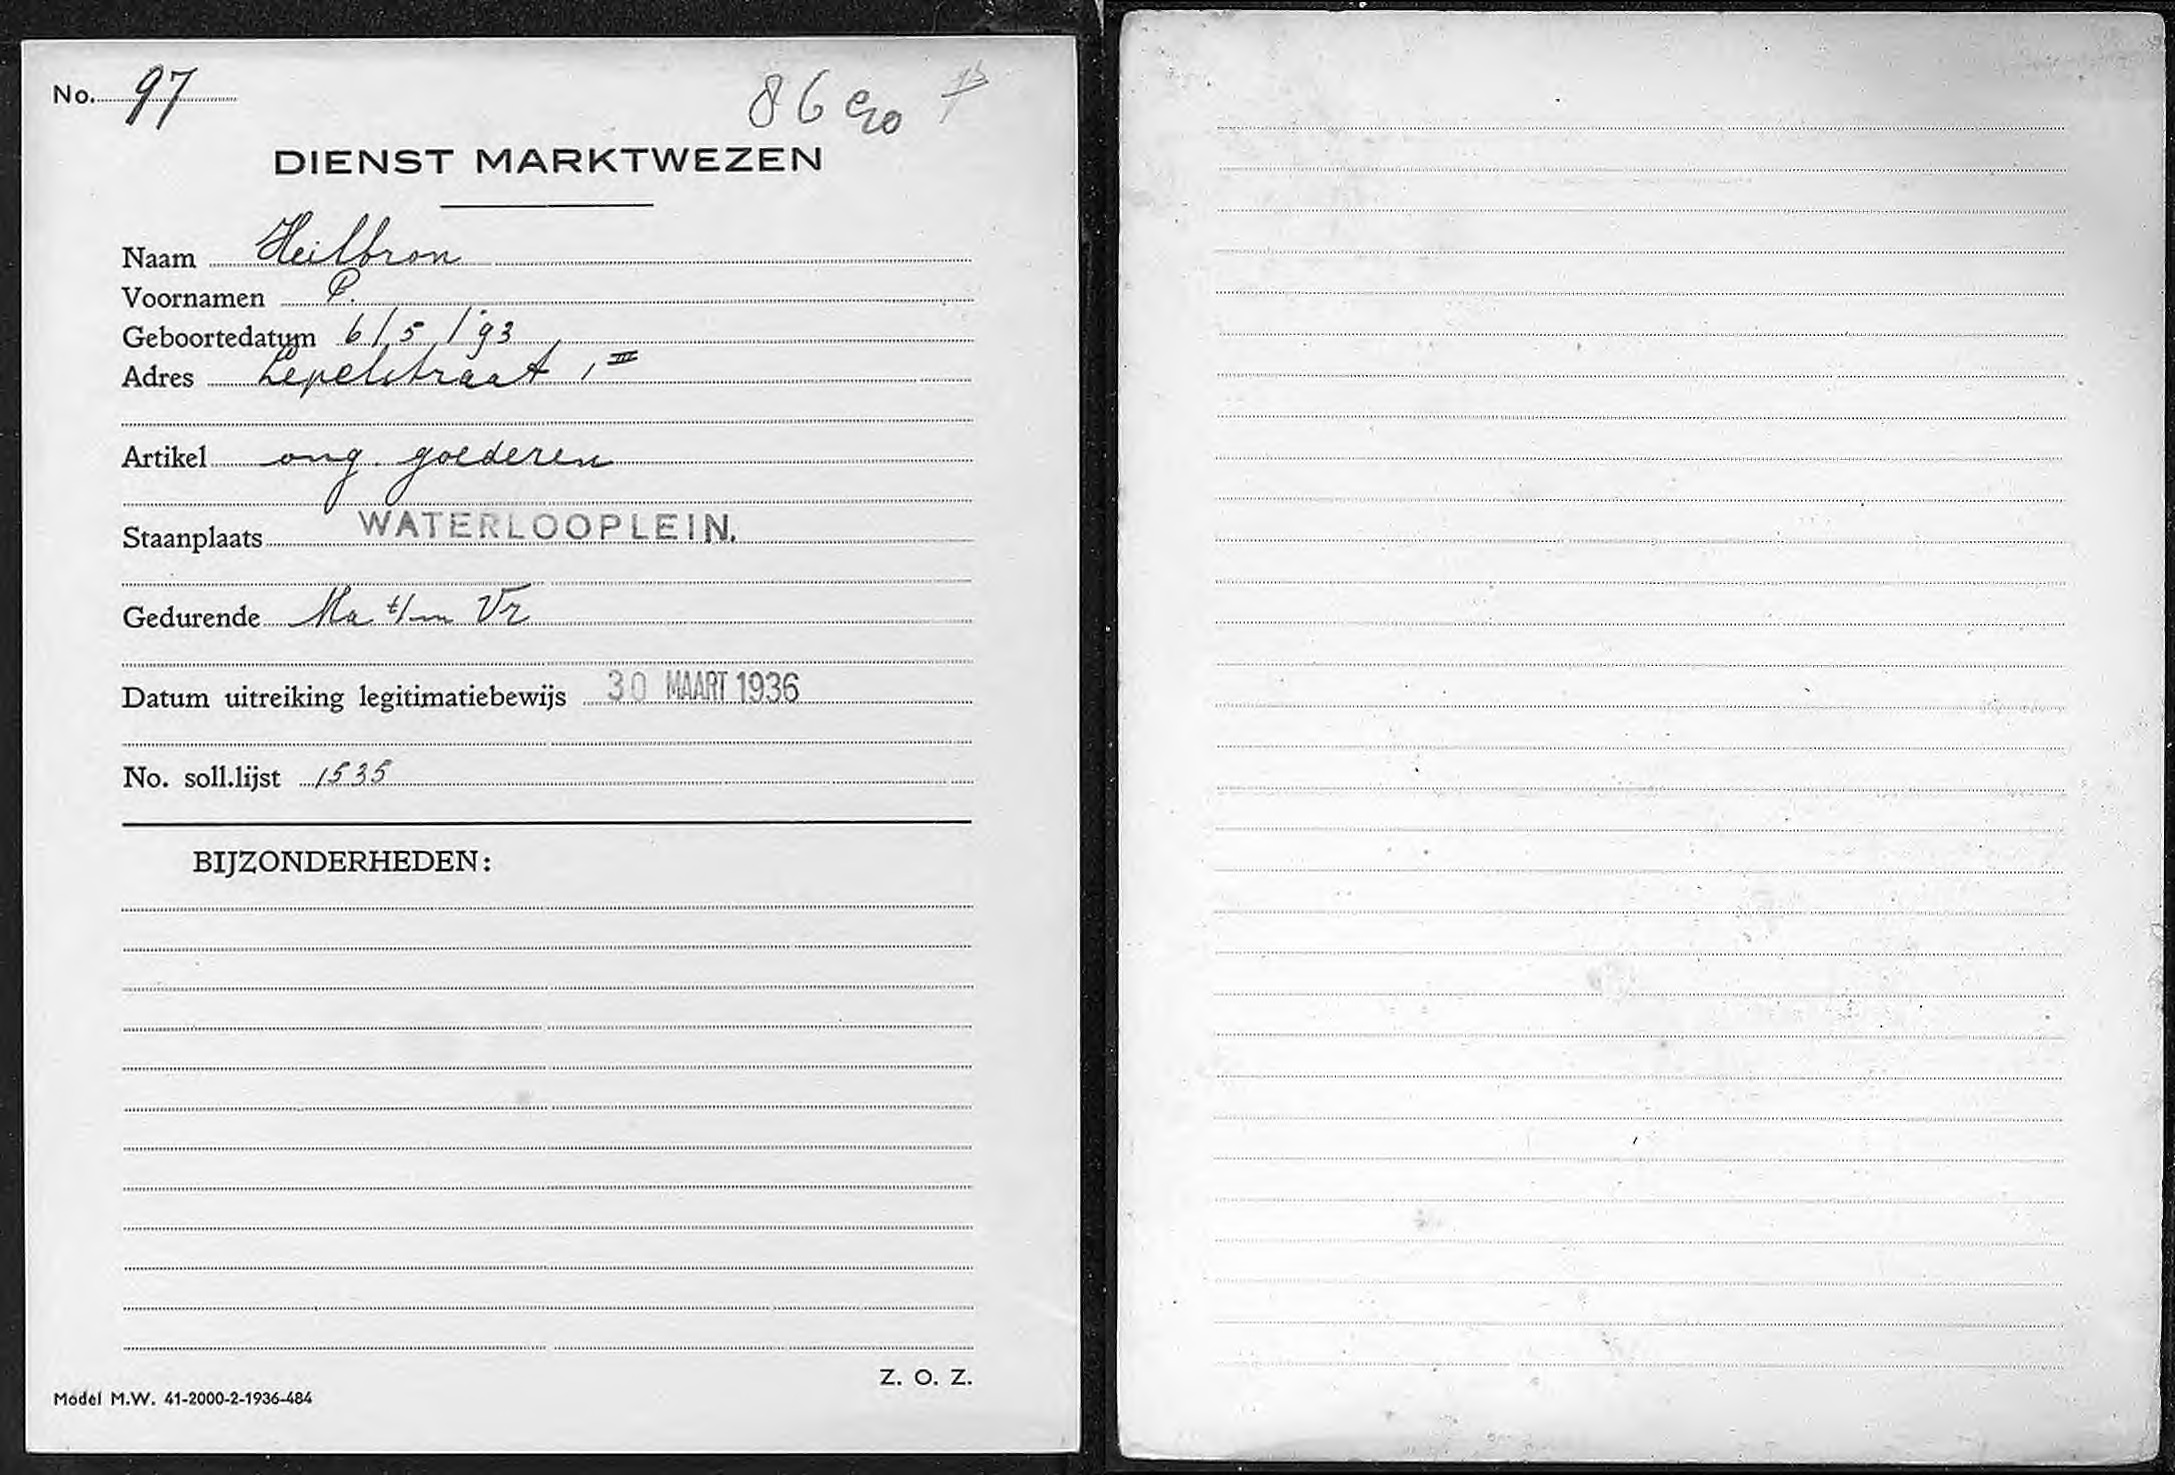 No. 97
86
DIENST MARKTWEZEN
Naam Heilbron
Voornamen P.
Geboortedatum 6/5/'93
Adres Lepelstraat 1 III
Artikel ong. goederen
Staanplaats WATERLOOPLEIN.
Gedurende Ma t/m Vr
Datum uitreiking legitimatiebewijs 30 MAART 1936
No. soll.lijst 1535
BIJZONDERHEDEN:
Z. O. Z.
Model M.W. 41-2000-2-1936-484